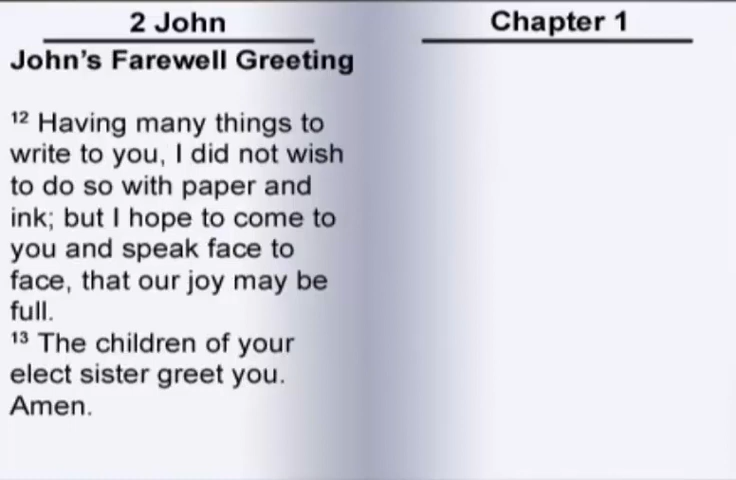 2 John
Chapter 1
John's Farewell Greeting
12 Having many things to
write to you, I did not wish
to do so with paper and
ink; but I hope to come to
you and speak face to
face, that our joy may be
full.
13 The children of your
elect sister greet you.
Amen.